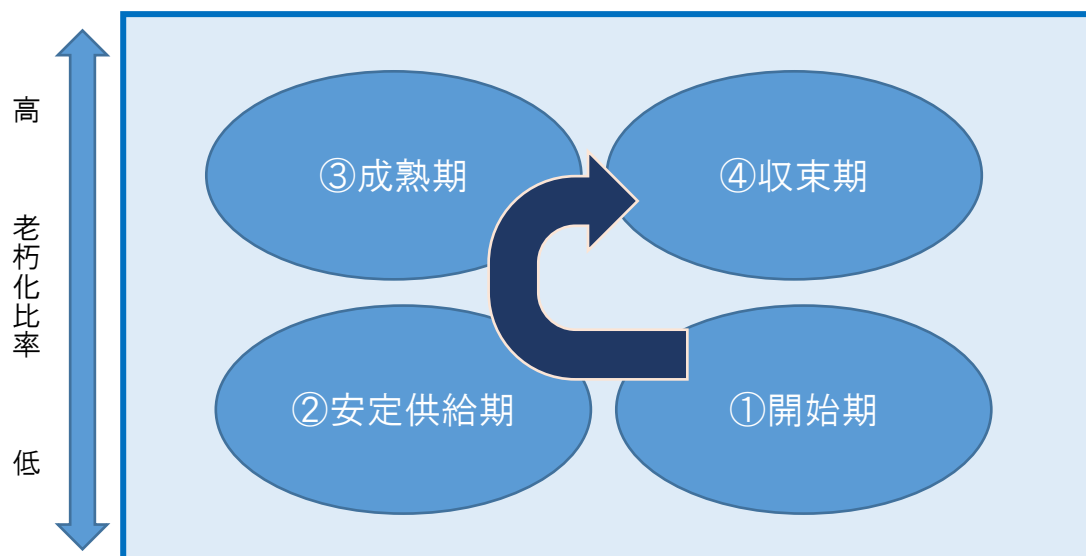 高
老朽化比率
低
③成熟期
④収束期
②安定供給期
①開始期